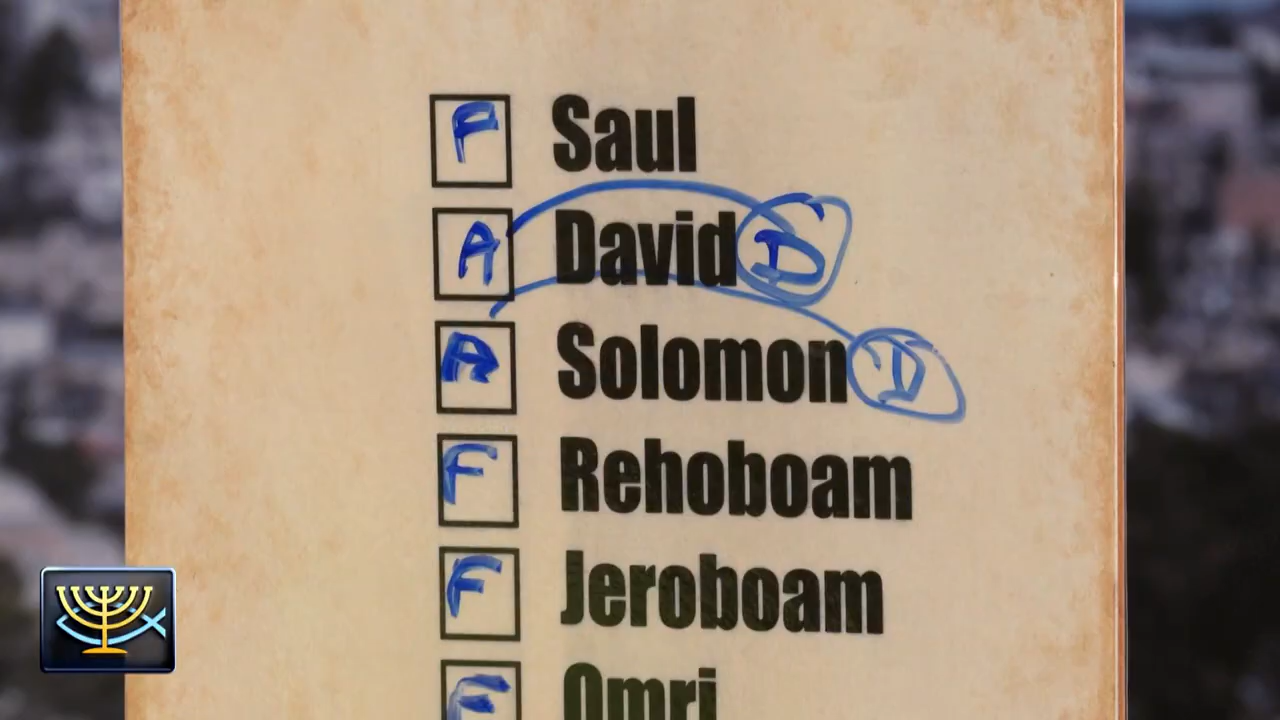 F Saul
A David D
A Solomon D
F Rehoboam
F Jeroboam
F Omri